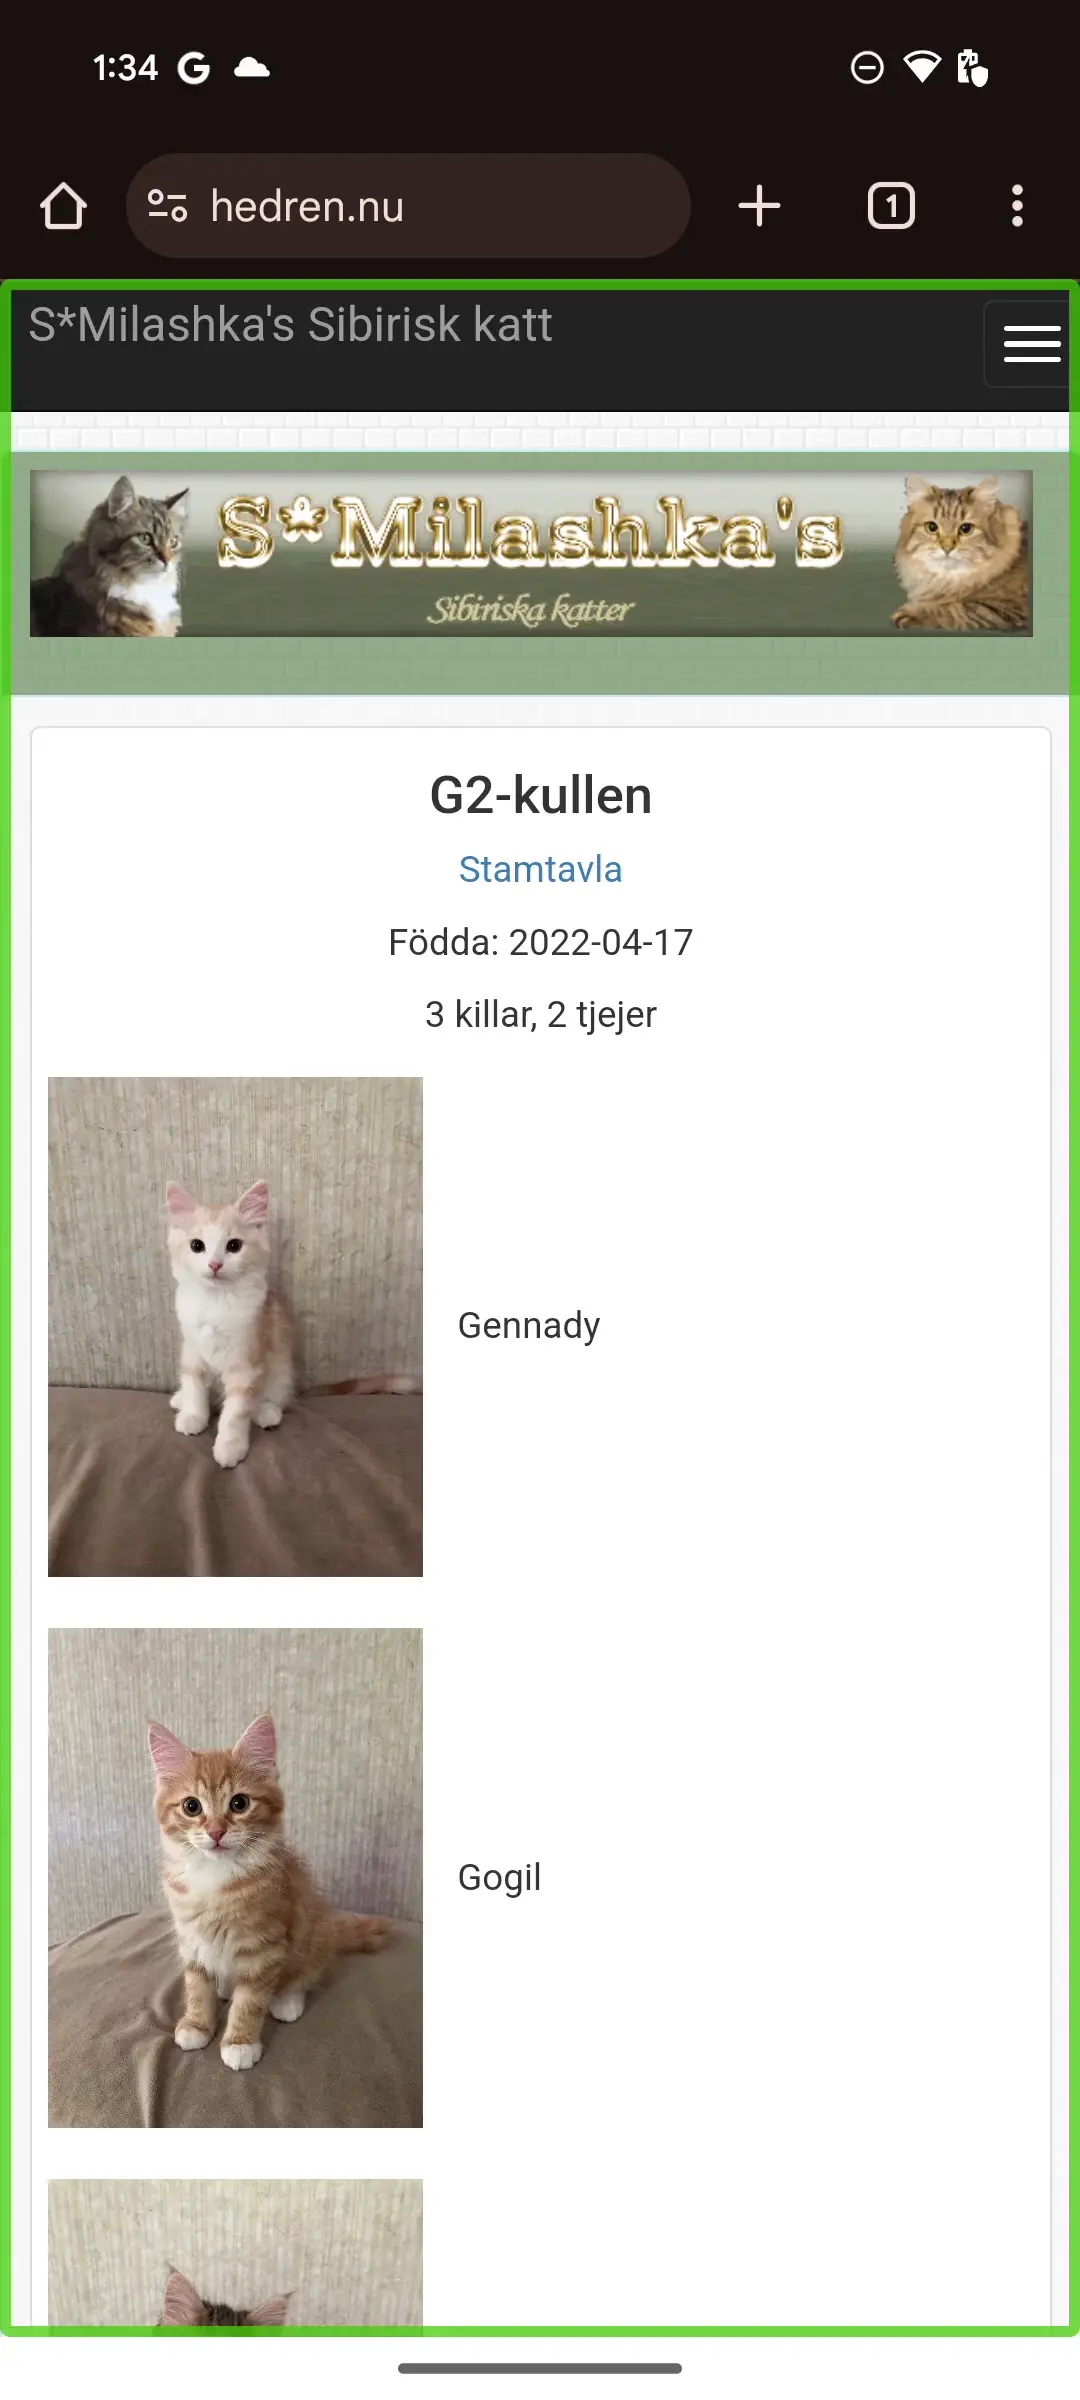 1:34
hedren.nu
1
S*Milashka's Sibirisk katt
S*Milashka's
Sibiriska katter
G2-kullen
Stamtavla
Födda: 2022-04-17
3 killar, 2 tjejer
Gennady
Gogil